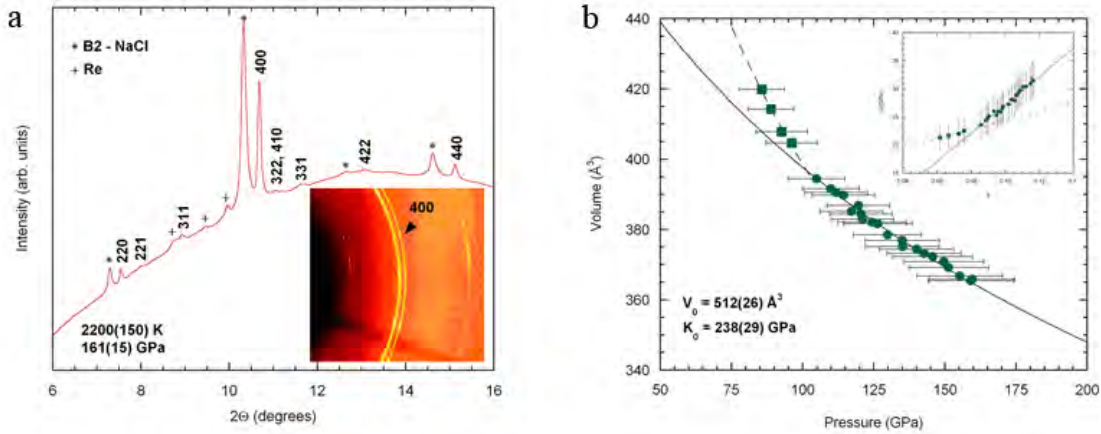 a
* B2 - NaCl
+ Re
*
400
220
221
311
322, 410
331
422
440
400
2200(150) K
161(15) GPa
Intensity (arb. units)
6 8 10 12 14 16
2Θ (degrees)
b
440
420
400
380
360
340
Volume (Å³)
V₀ = 512(26) Å³
K₀ = 238(29) GPa
50 75 100 125 150 175 200
Pressure (GPa)